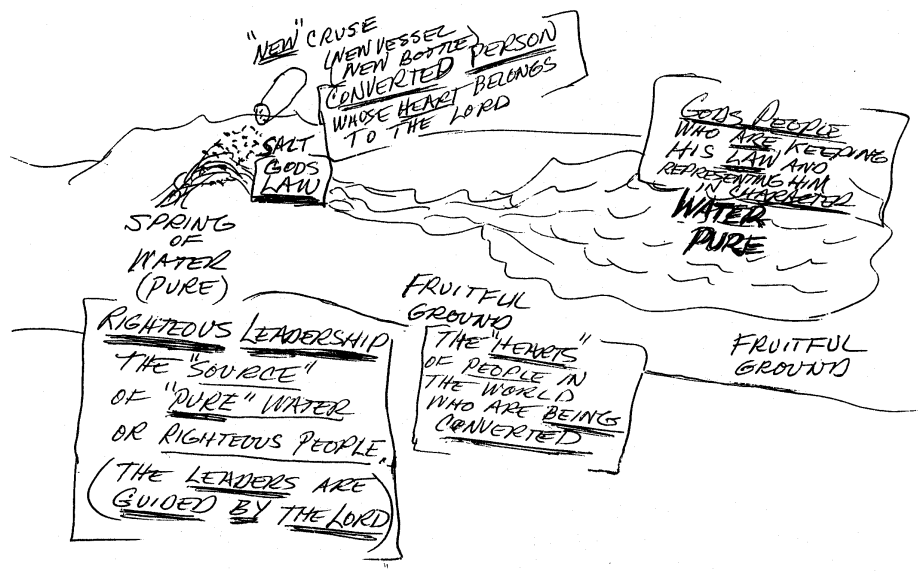 "NEW" CRUSE
(NEW VESSEL
(NEW BOTTLE)
CONVERTED PERSON
WHOSE HEART BELONGS
TO THE LORD
SALT
GODS
LAW
GODS PEOPLE
WHO ARE KEEPING
HIS LAW AND
REPRESENTING HIM
IN CHARACTER
WATER
PURE
SPRING
OF
WATER
(PURE)
FRUITFUL
GROUND
RIGHTEOUS LEADERSHIP
THE "SOURCE"
OF "PURE" WATER
OR RIGHTEOUS PEOPLE.
(THE LEADERS ARE
GUIDED BY THE LORD)
THE "HEARTS"
OF PEOPLE IN
THE WORLD
WHO ARE BEINGS
CONVERTED
FRUITFUL
GROUND